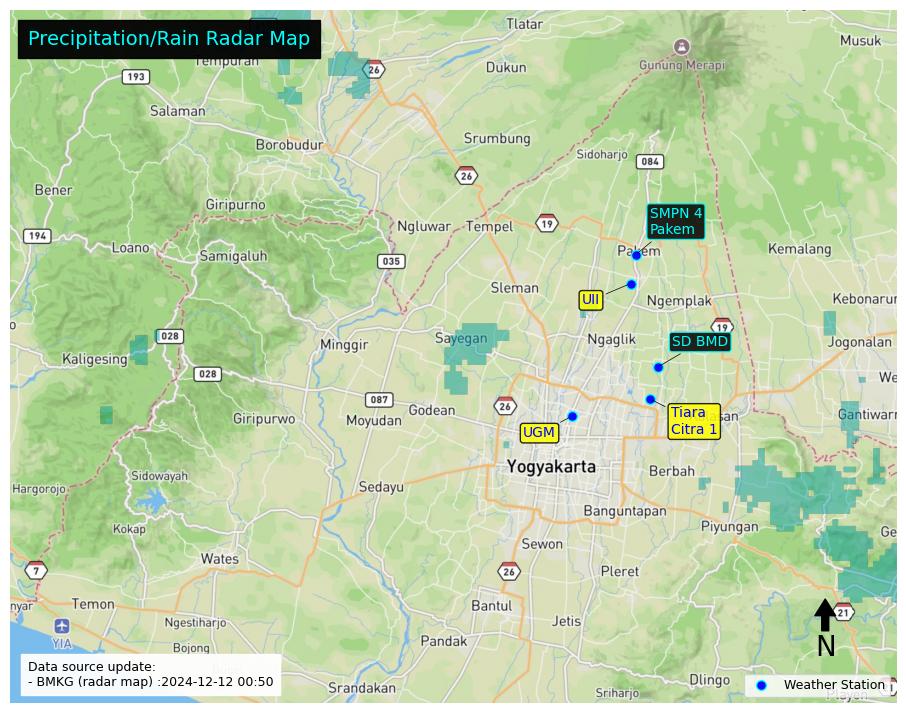 Precipitation/Rain Radar Map
Tlatar
Musuk
Tempuran
26
Dukun
Gunung Merapi
193
Salaman
Borobudur
Srumbung
Sidoharjo
084
26
Bener
Giripurno
SMPN 4
Pakem
194
Loano
Samigaluh
Ngluwar
Tempel
19
Pakem
Kemalang
035
Sleman
UII
Ngemplak
Kebonarum
19
Kaligesing
028
Minggir
Sayegan
Ngaglik
SD BMD
Jogonalan
028
087
Godean
26
Giripurwo
Moyudan
UGM
Tiara
Citra 1
Gantiwarn
Yogyakarta
Berbah
Hargorojo
Sidowayah
Sedayu
Kokap
Banguntapan
Piyungan
Wates
Sewon
7
26
Pleret
Temon
Bantul
21
Ngestiharjo
Jetis
YIA
Bojong
Pandak
N
Data source update:
- BMKG (radar map) :2024-12-12 00:50
Srandakan
Sriharjo
Dlingo
Weather Station
Playen